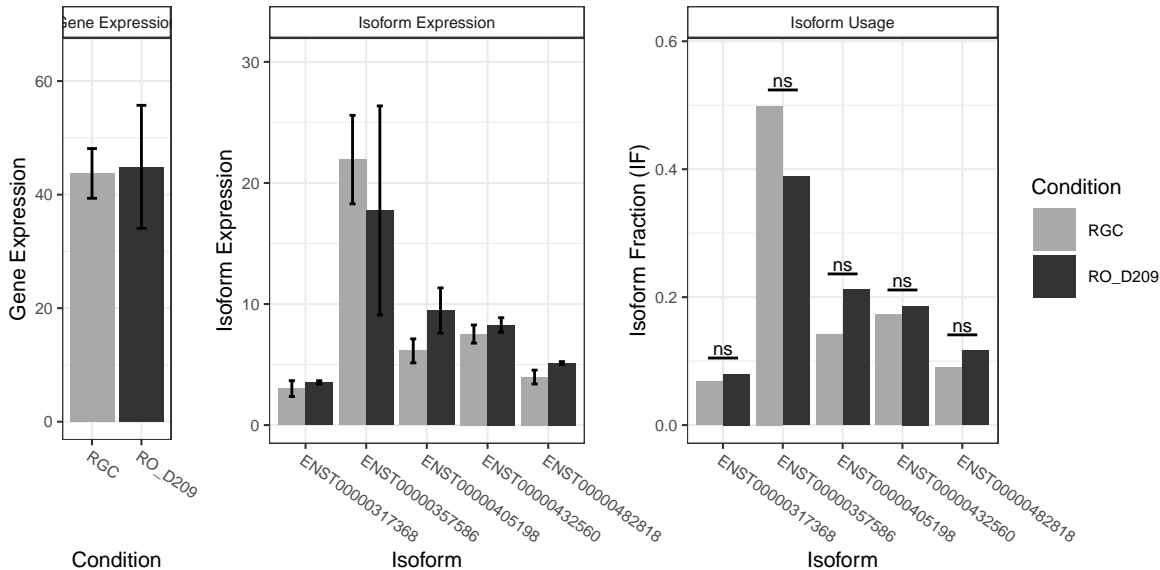 Gene Expression
60
40
20
0
Gene Expression
RGC
RO_D209
Condition
Isoform Expression
30
20
10
0
Isoform Expression
ENST00000317368
ENST00000357586
ENST00000405198
ENST00000432560
ENST00000482818
Isoform
Isoform Usage
0.6
0.4
0.2
0.0
Isoform Fraction (IF)
ns
ns
ns
ns
ns
ENST00000317368
ENST00000357586
ENST00000405198
ENST00000432560
ENST00000482818
Isoform
Condition
RGC
RO_D209